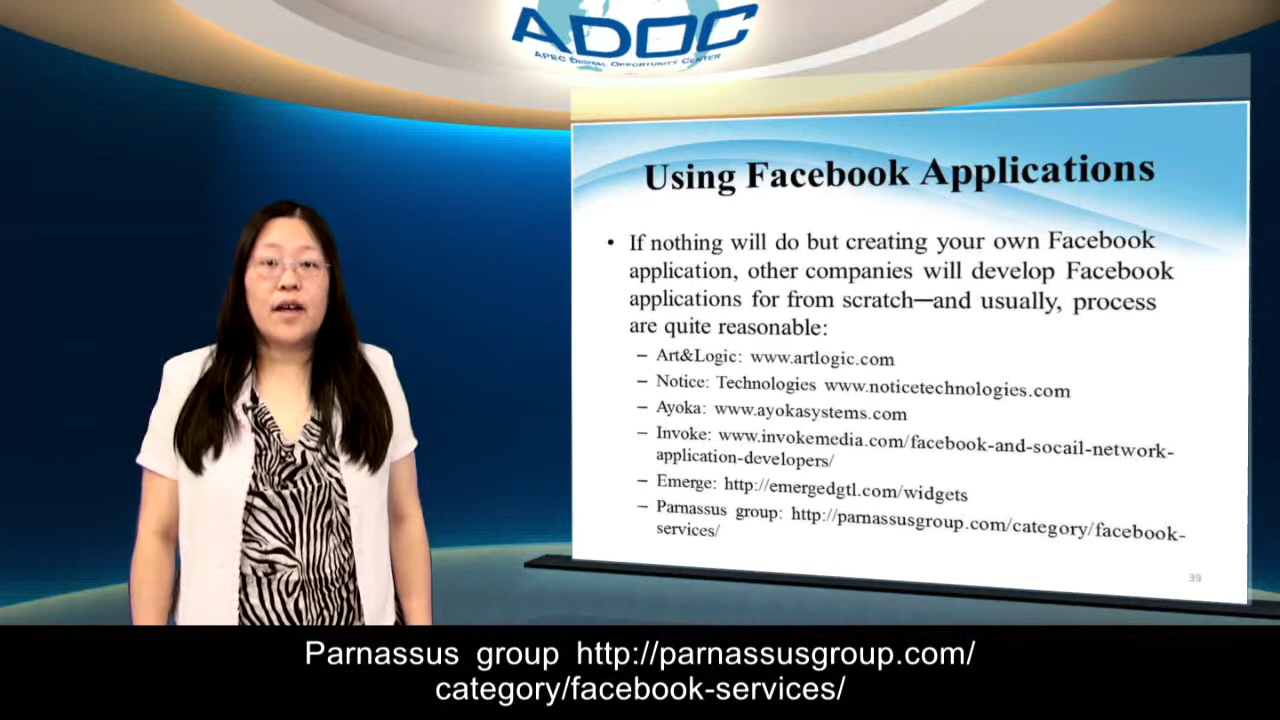 ADOC
APEC DIGITAL OPPORTUNITY CENTER
Using Facebook Applications
• If nothing will do but creating your own Facebook
application, other companies will develop Facebook
applications for from scratch—and usually, process
are quite reasonable:
– Art&Logic: www.artlogic.com
– Notice: Technologies www.noticetechnologies.com
– Ayoka: www.ayokasystems.com
– Invoke: www.invokemedia.com/facebook-and-socail-network-
application-developers/
– Emerge: http://emergedgtl.com/widgets
– Parnassus group: http://parnassusgroup.com/category/facebook-
services/
39
Parnassus group http://parnassusgroup.com/
category/facebook-services/